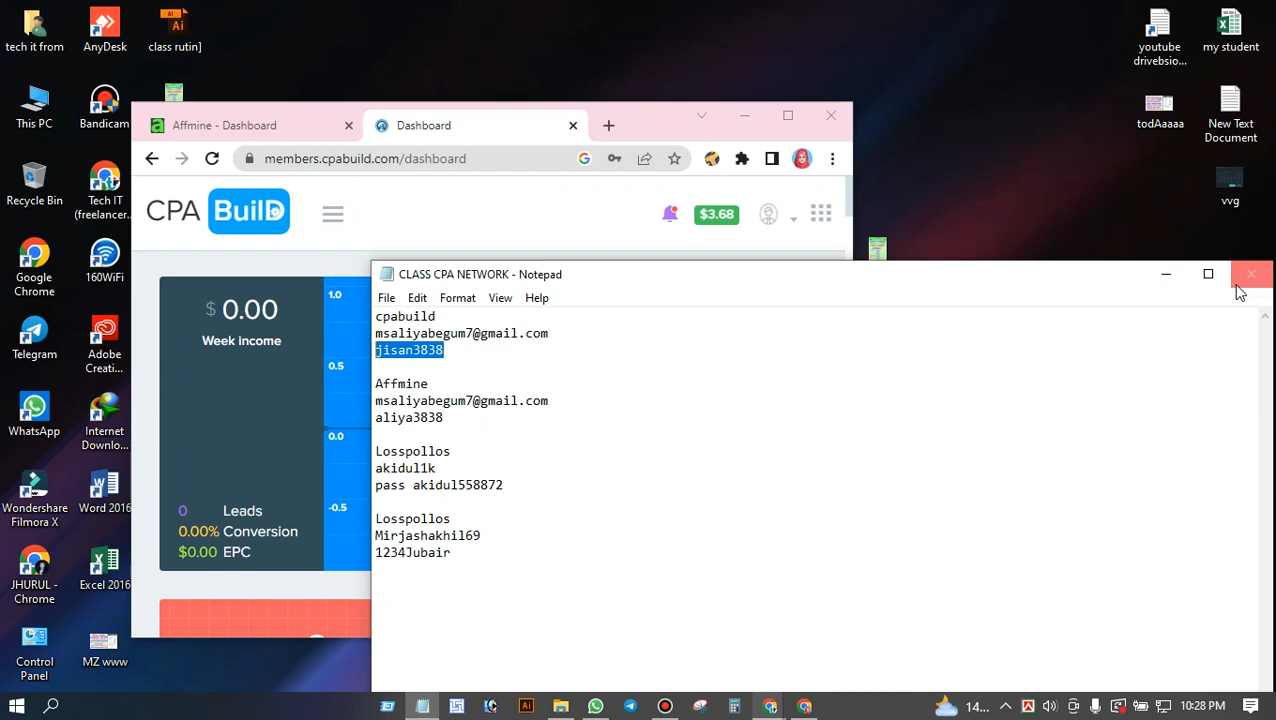 tech it from
AnyDesk
class rutin]
This PC
Bandicam
Recycle Bin
Tech IT
(freelancer...
Google
Chrome
160WiFi
Telegram
Adobe
Creati...
WhatsApp
Internet
Downlo...
Wondershare
Filmora X
Word 2016
JHURUL -
Chrome
Excel 2016
Control
Panel
MZ www
youtube
drivebsio...
my student
todAaaaa
New Text
Document
vvg
Affmine - Dashboard
Dashboard
members.cpabuild.com/dashboard
CPA BuilD
$3.68
$ 0.00
Week income
1.0
0.5
0.0
-0.5
0 Leads
0.00% Conversion
$0.00 EPC
CLASS CPA NETWORK - Notepad
File Edit Format View Help
cpabuild
msaliyabegum7@gmail.com
jisan3838
Affmine
msaliyabegum7@gmail.com
aliya3838
Losspollos
akidul1k
pass akidul558872
Losspollos
Mirjashakhil69
1234Jubair
14...
10:28 PM